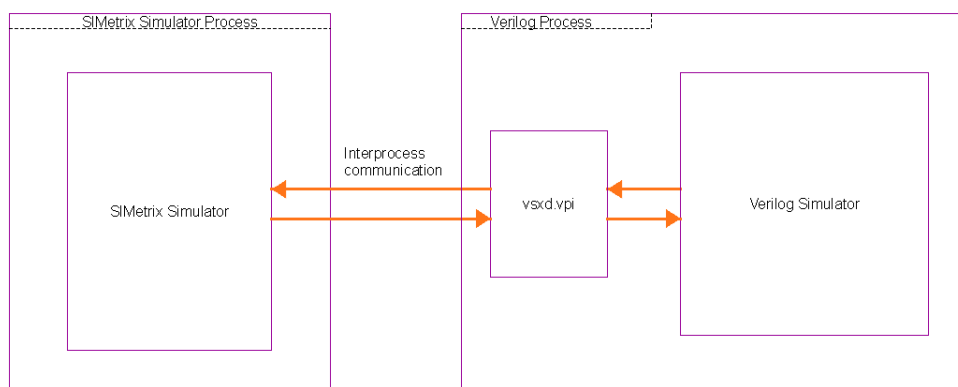 SIMetrix Simulator Process
Verilog Process
Interprocess
communication
SIMetrix Simulator
vsxd.vpi
Verilog Simulator